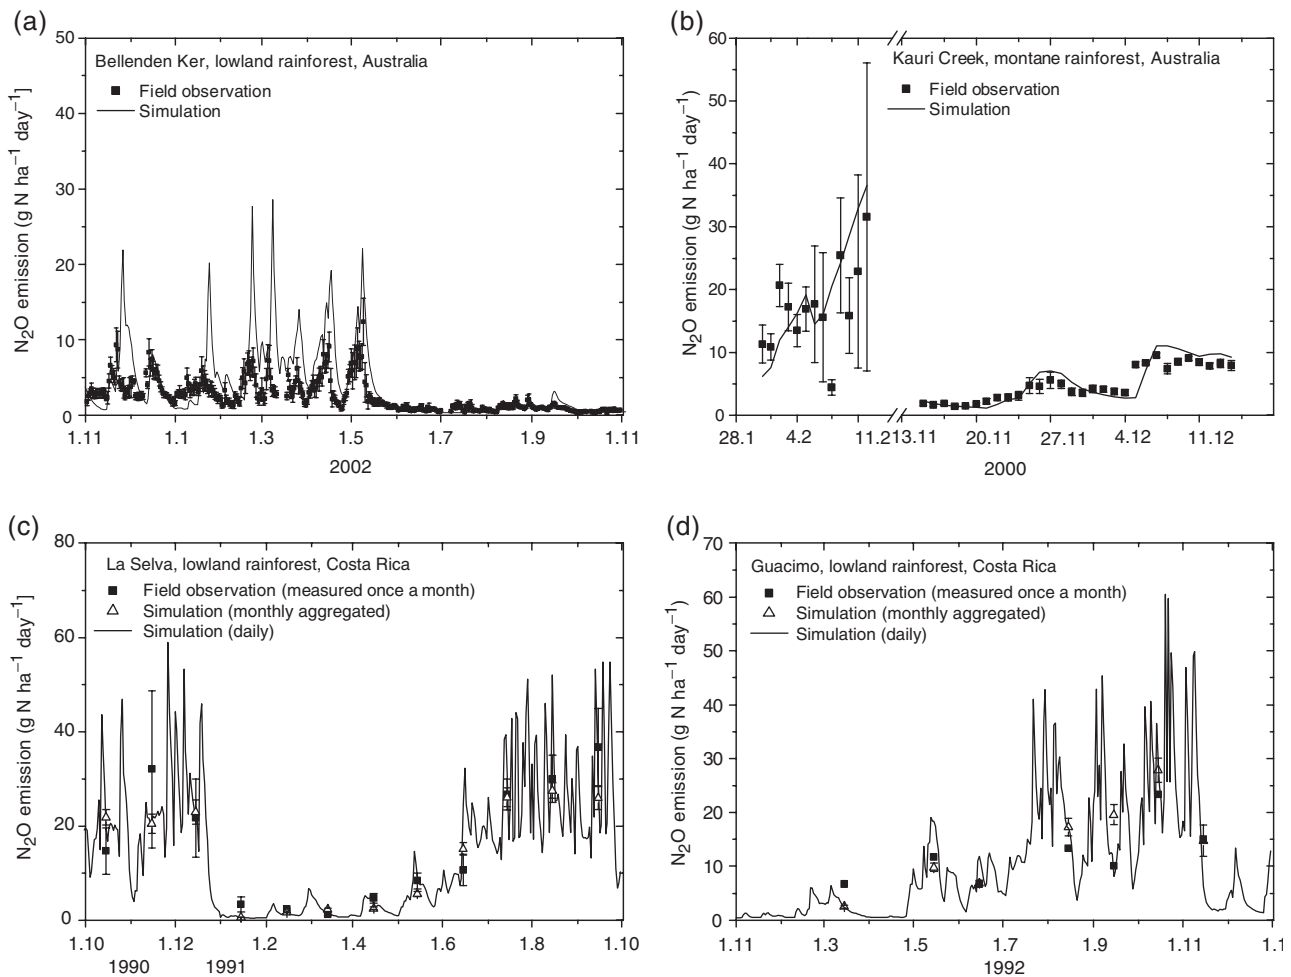 (a)
50
40
30
20
10
0
N₂O emission (g N ha⁻¹ day⁻¹]
Bellenden Ker, lowland rainforest, Australia
Field observation
Simulation
1.11 1.1 1.3 1.5 1.7 1.9 1.11
2002
(b)
60
50
40
30
20
10
0
N₂O emission (g N ha⁻¹ day⁻¹)
Kauri Creek, montane rainforest, Australia
Field observation
Simulation
28.1 4.2 11.2 13.11 20.11 27.11 4.12 11.12
2000
(c)
80
60
40
20
0
N₂O emission (g N ha⁻¹ day⁻¹]
La Selva, lowland rainforest, Costa Rica
Field observation (measured once a month)
Simulation (monthly aggregated)
Simulation (daily)
1.10 1.12 1.2 1.4 1.6 1.8 1.10
1990 1991
(d)
70
60
50
40
30
20
10
0
N₂O emission (g N ha⁻¹ day⁻¹)
Guacimo, lowland rainforest, Costa Rica
Field observation (measured once a month)
Simulation (monthly aggregated)
Simulation (daily)
1.11 1.3 1.5 1.7 1.9 1.11 1.1
1992